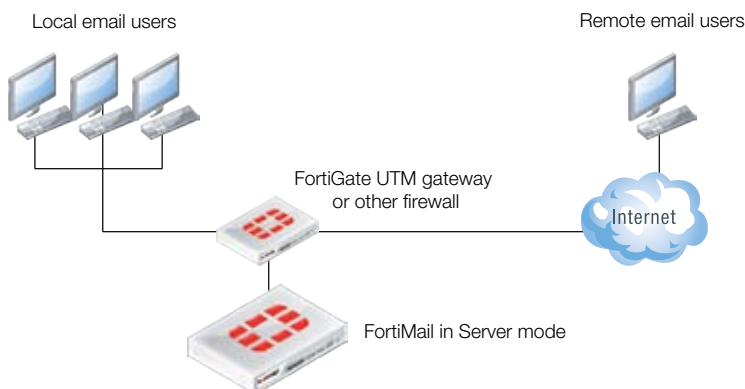 Local email users
Remote email users
FortiGate UTM gateway
or other firewall
Internet
FortiMail in Server mode